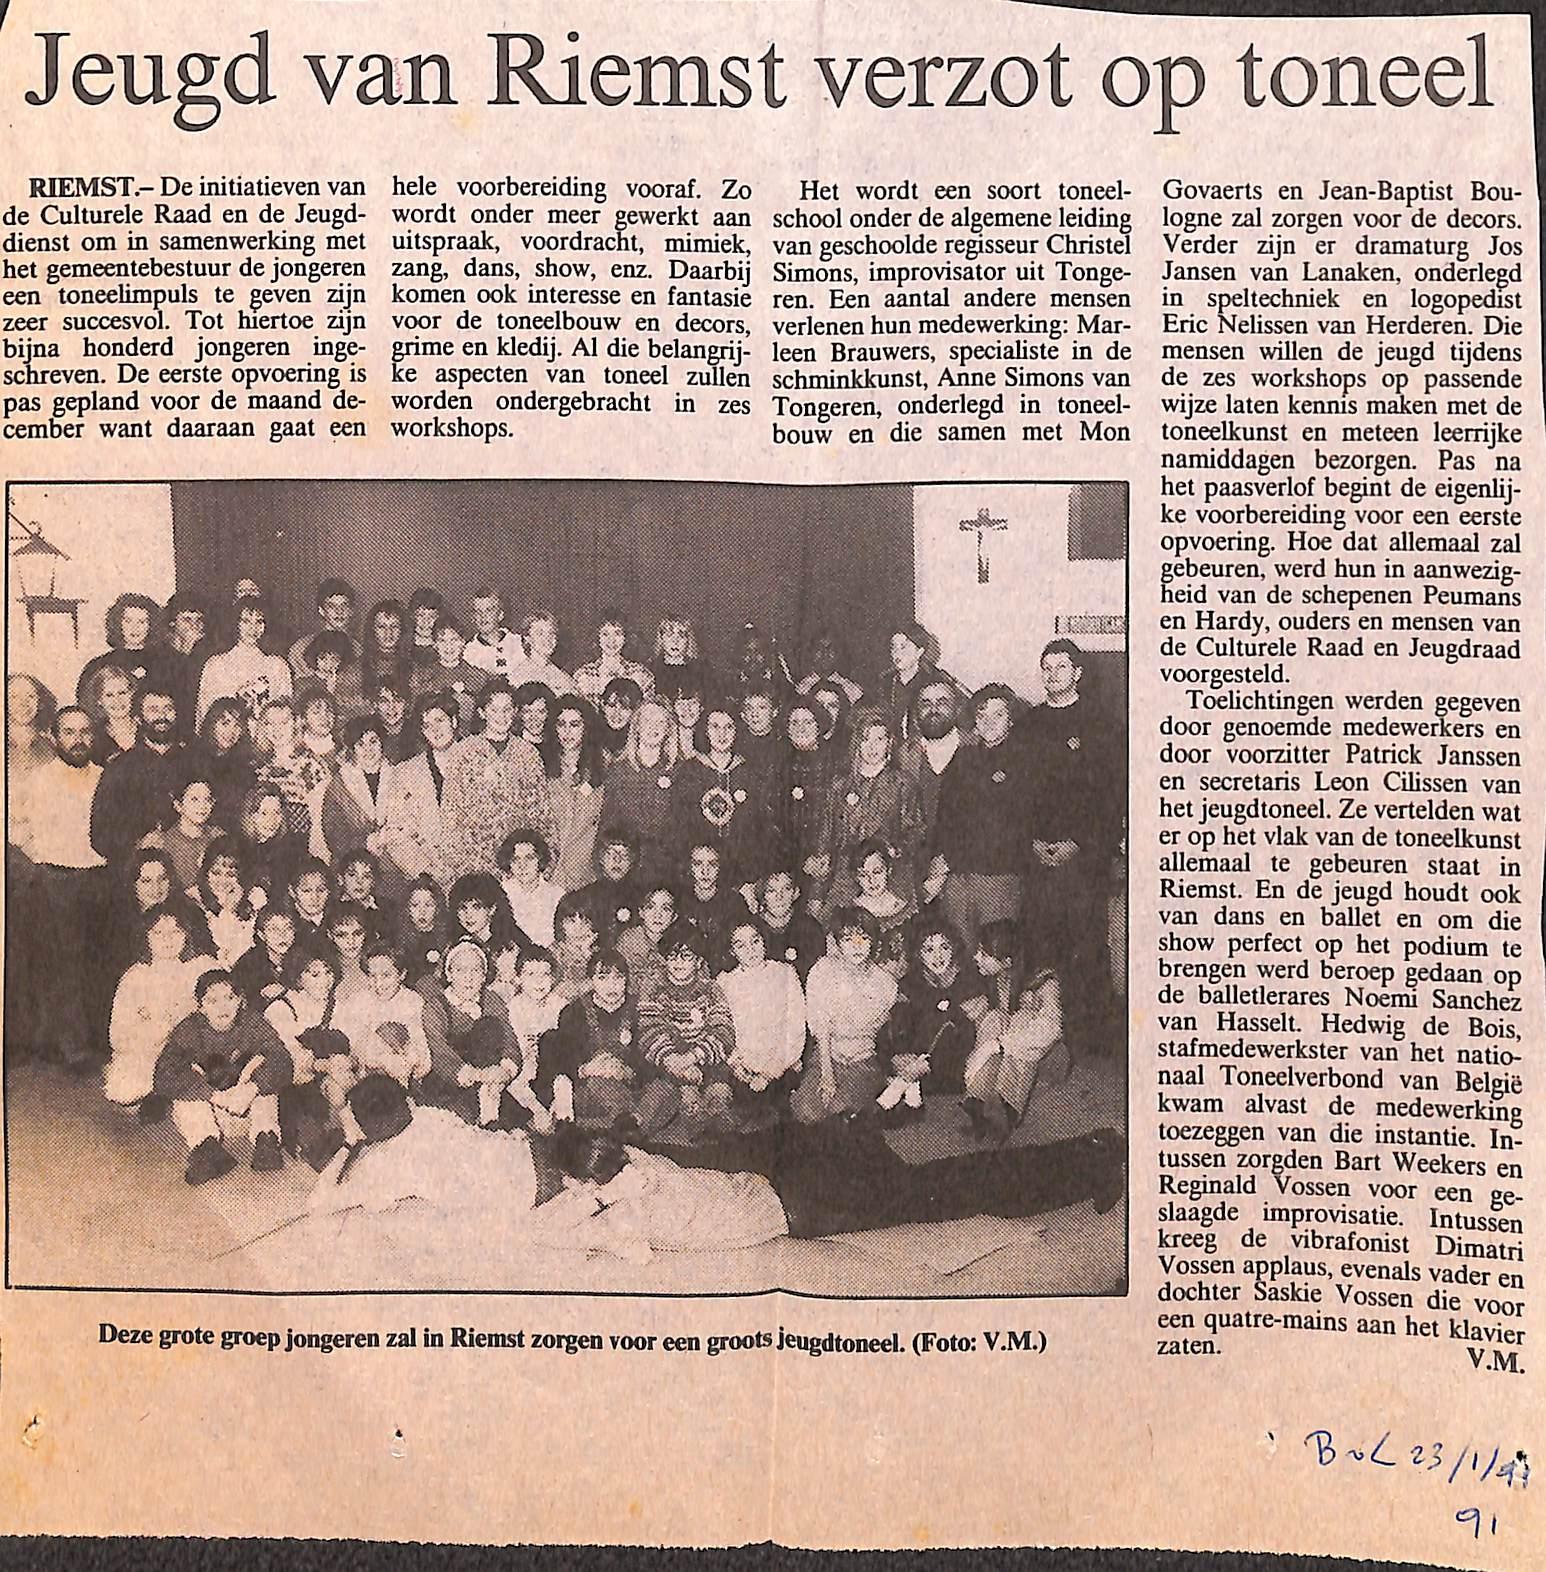 Jeugd van Riemst verzot op toneel
RIEMST.– De initiatieven van
de Culturele Raad en de Jeugd-
dienst om in samenwerking met
het gemeentebestuur de jongeren
een toneelimpuls te geven zijn
zeer succesvol. Tot hiertoe zijn
bijna honderd jongeren inge-
schreven. De eerste opvoering is
pas gepland voor de maand de-
cember want daaraan gaat een
hele voorbereiding vooraf. Zo
wordt onder meer gewerkt aan
uitspraak, voordracht, mimiek,
zang, dans, show, enz. Daarbij
komen ook interesse en fantasie
voor de toneelbouw en decors,
grime en kledij. Al die belangrij-
ke aspecten van toneel zullen
worden ondergebracht in zes
workshops.
Het wordt een soort toneel-
school onder de algemene leiding
van geschoolde regisseur Christel
Simons, improvisator uit Tonge-
ren. Een aantal andere mensen
verlenen hun medewerking: Mar-
leen Brauwers, specialiste in de
schminkkunst, Anne Simons van
Tongeren, onderlegd in toneel-
bouw en die samen met Mon
Govaerts en Jean-Baptist Bou-
logne zal zorgen voor de decors.
Verder zijn er dramaturg Jos
Jansen van Lanaken, onderlegd
in speltechniek en logopedist
Eric Nelissen van Herderen. Die
mensen willen de jeugd tijdens
de zes workshops op passende
wijze laten kennis maken met de
toneelkunst en meteen leerrijke
namiddagen bezorgen. Pas na
het paasverlof begint de eigenlij-
ke voorbereiding voor een eerste
opvoering. Hoe dat allemaal zal
gebeuren, werd hun in aanwezig-
heid van de schepenen Peumans
en Hardy, ouders en mensen van
de Culturele Raad en Jeugdraad
voorgesteld.
Toelichtingen werden gegeven
door genoemde medewerkers en
door voorzitter Patrick Janssen
en secretaris Leon Cilissen van
het jeugdtoneel. Ze vertelden wat
er op het vlak van de toneelkunst
allemaal te gebeuren staat in
Riemst. En de jeugd houdt ook
van dans en ballet en om die
show perfect op het podium te
brengen werd beroep gedaan op
de balletlerares Noemi Sanchez
van Hasselt. Hedwig de Bois,
stafmedewerkster van het natio-
naal Toneelverbond van België
kwam alvast de medewerking
toezeggen van die instantie. In-
tussen zorgden Bart Weekers en
Reginald Vossen voor een ge-
slaagde improvisatie. Intussen
kreeg de vibrafonist Dimatri
Vossen applaus, evenals vader en
dochter Saskie Vossen die voor
een quatre-mains aan het klavier
zaten.
V.M.
Deze grote groep jongeren zal in Riemst zorgen voor een groots jeugdtoneel. (Foto: V.M.)
BvL 23/1/91
91